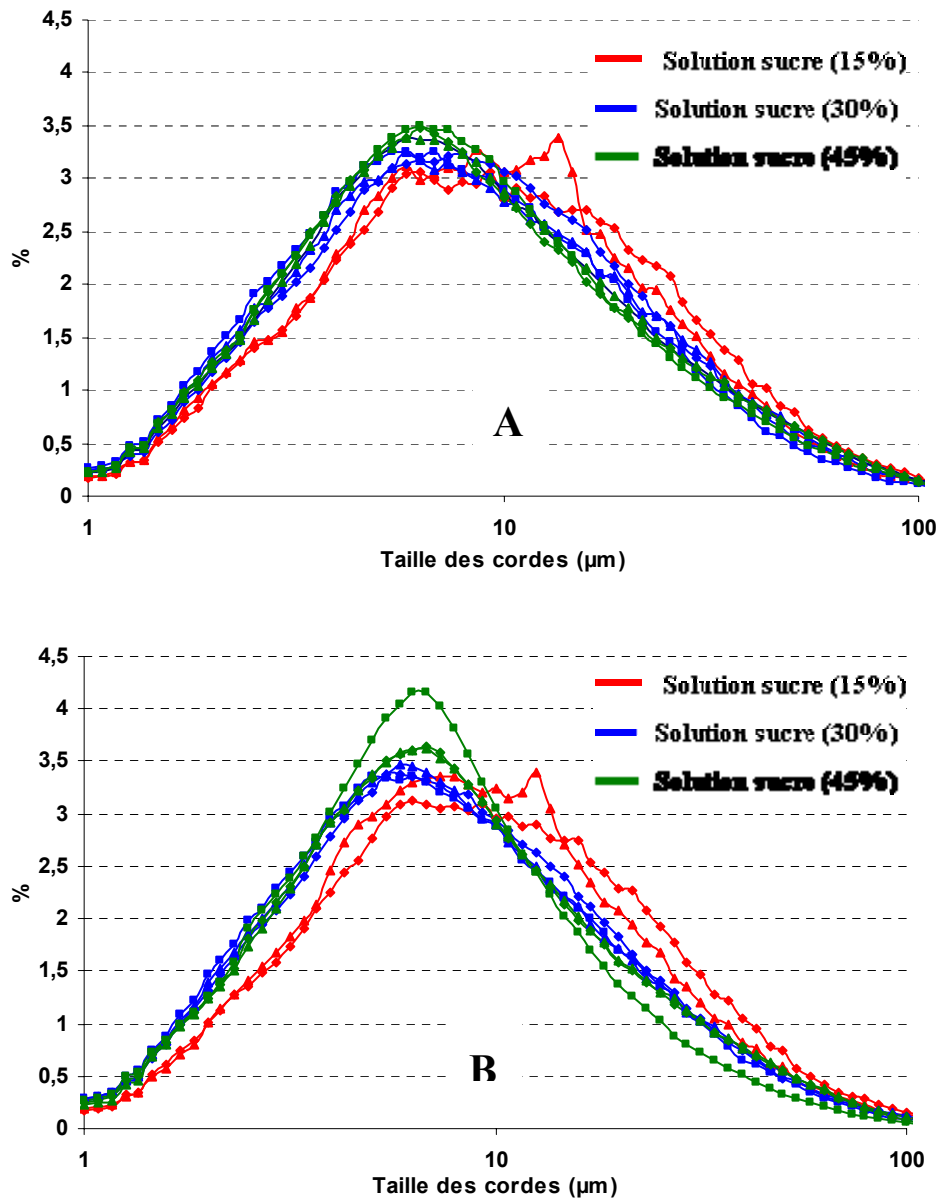 4,5
4
3,5
3
2,5
2
1,5
1
0,5
0
%
Solution sucre (15%)
Solution sucre (30%)
Solution sucre (45%)
A
1
10
100
Taille des cordes (µm)
4,5
4
3,5
3
2,5
2
1,5
1
0,5
0
%
Solution sucre (15%)
Solution sucre (30%)
Solution sucre (45%)
B
1
10
100
Taille des cordes (µm)